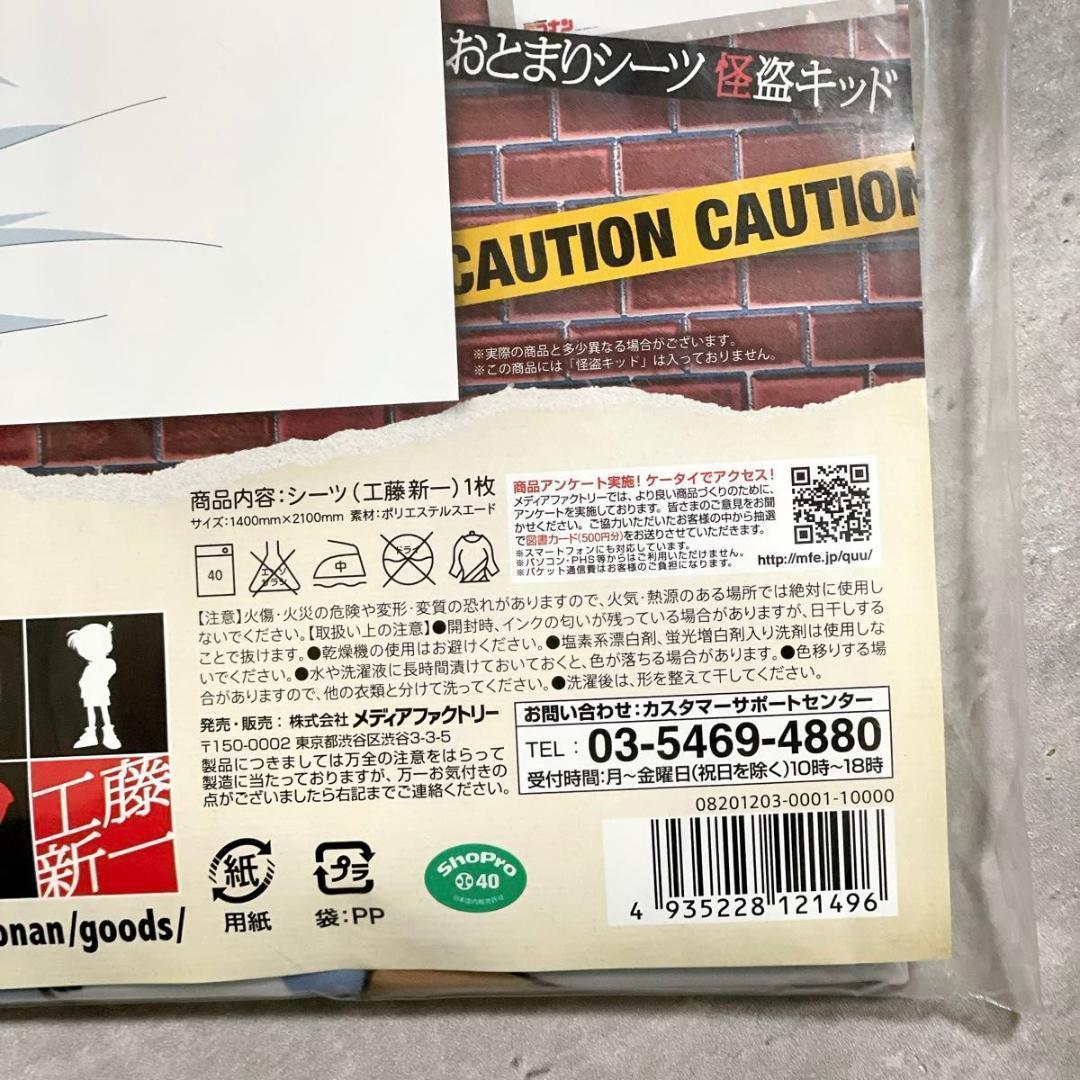 おとまりシーツ 怪盗キッド
CAUTION CAUTION
※実際の商品と多少異なる場合がございます。
※この商品には「怪盗キッド」は入っておりません。
商品内容：シーツ（工藤新一）1枚
サイズ：1400mm×2100mm 素材：ポリエステルスエード
40
エンソ
サラシ
中
ドライ
商品アンケート実施！ケータイでアクセス！
メディアファクトリーでは、より良い商品づくりのために、
アンケートを実施しております。皆さまのご意見をお聞
かせください。ご協力いただいたお客様の中から抽選
で図書カード(500円分)をお送りさせていただきます。
※スマートフォンにも対応しています。
※パソコン・PHS等からはご利用いただけません。
※パケット通信費はお客様のご負担になります。
http://mfe.jp/quu/
【注意】火傷・火災の危険や変形・変質の恐れがありますので、火気・熱源のある場所では絶対に使用し
ないでください。【取扱い上の注意】●開封時、インクの匂いが残っている場合がありますが、日干しする
ことで抜けます。●乾燥機の使用はお避けください。●塩素系漂白剤、蛍光増白剤入り洗剤は使用しな
いでください。●水や洗濯液に長時間漬けておいておくと、色が落ちる場合があります。●色移りする場
合がありますので、他の衣類と分けて洗ってください。●洗濯後は、形を整えて干してください。
発売・販売：株式会社 メディアファクトリー
〒150-0002 東京都渋谷区渋谷3-3-5
製品につきましては万全の注意をはらって
製造に当たっておりますが、万一お気付きの
点がございましたら右記までご連絡ください。
お問い合わせ：カスタマーサポートセンター
TEL：03-5469-4880
受付時間：月〜金曜日(祝日を除く)10時〜18時
08201203-0001-10000
工藤
新一
onan/goods/
紙
用紙
プラ
袋：PP
ShoPro
40
日本国内販売許可
4 935228 121496